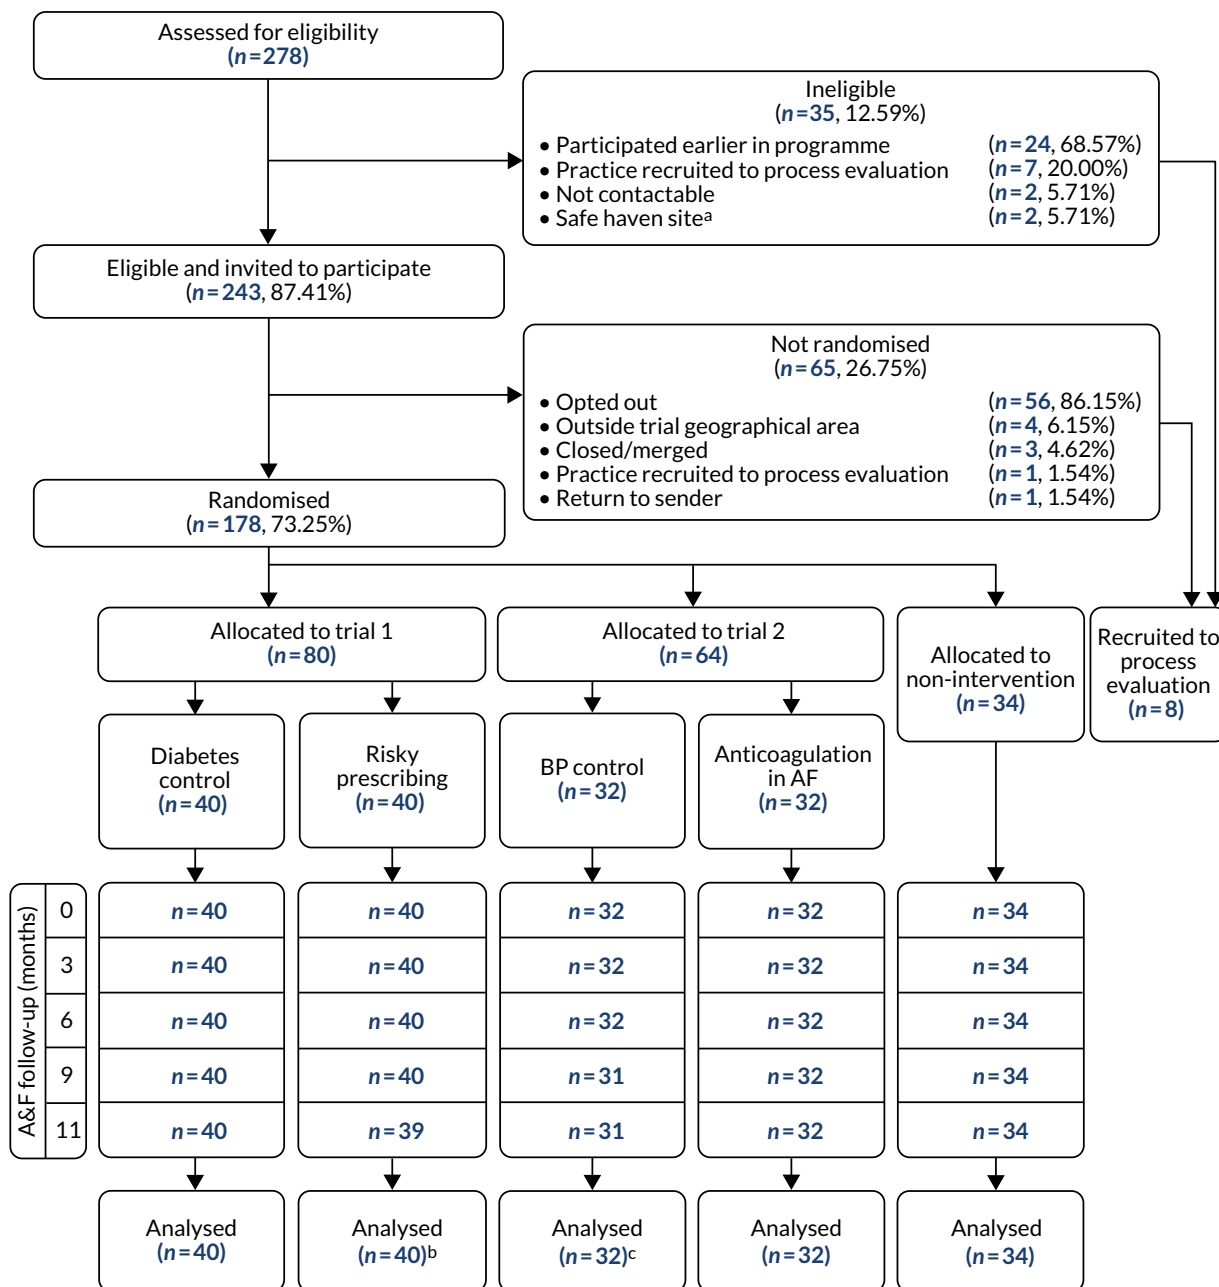 Assessed for eligibility
(n=278)
Ineligible
(n=35, 12.59%)
• Participated earlier in programme (n=24, 68.57%)
• Practice recruited to process evaluation (n=7, 20.00%)
• Not contactable (n=2, 5.71%)
• Safe haven siteᵃ (n=2, 5.71%)
Eligible and invited to participate
(n=243, 87.41%)
Not randomised
(n=65, 26.75%)
• Opted out (n=56, 86.15%)
• Outside trial geographical area (n=4, 6.15%)
• Closed/merged (n=3, 4.62%)
• Practice recruited to process evaluation (n=1, 1.54%)
• Return to sender (n=1, 1.54%)
Randomised
(n=178, 73.25%)
Allocated to trial 1
(n=80)
Allocated to trial 2
(n=64)
Allocated to
non-intervention
(n=34)
Recruited to
process
evaluation
(n=8)
Diabetes
control
(n=40)
Risky
prescribing
(n=40)
BP control
(n=32)
Anticoagulation
in AF
(n=32)
A&F follow-up (months)
0 n=40 n=40 n=32 n=32 n=34
3 n=40 n=40 n=32 n=32 n=34
6 n=40 n=40 n=32 n=32 n=34
9 n=40 n=40 n=31 n=32 n=34
11 n=40 n=39 n=31 n=32 n=34
Analysed
(n=40)
Analysed
(n=40)ᵇ
Analysed
(n=32)ᶜ
Analysed
(n=32)
Analysed
(n=34)